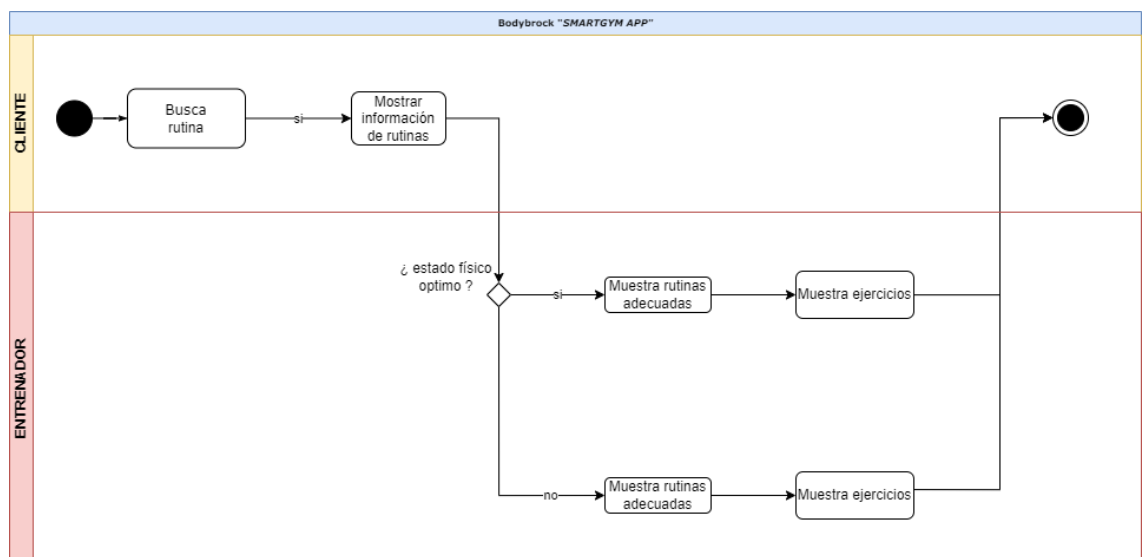 Bodybrock "SMARTGYM APP"
CLIENTE
Busca
rutina
si
Mostrar
información
de rutinas
ENTRENADOR
¿ estado físico
optimo ?
si
Muestra rutinas
adecuadas
Muestra ejercicios
no
Muestra rutinas
adecuadas
Muestra ejercicios